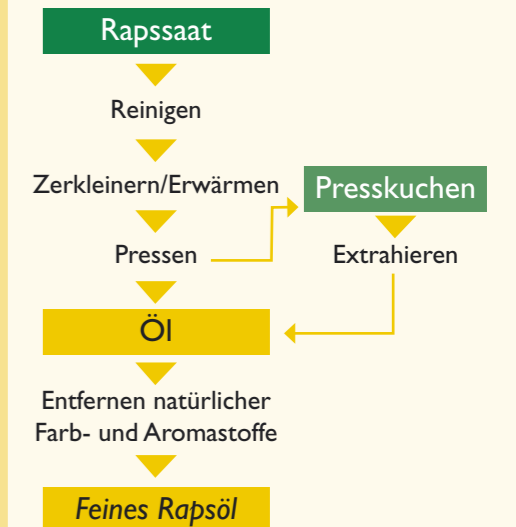 Rapssaat
Reinigen
Zerkleinern/Erwärmen
Presskuchen
Pressen
Extrahieren
Öl
Entfernen natürlicher
Farb- und Aromastoffe
Feines Rapsöl